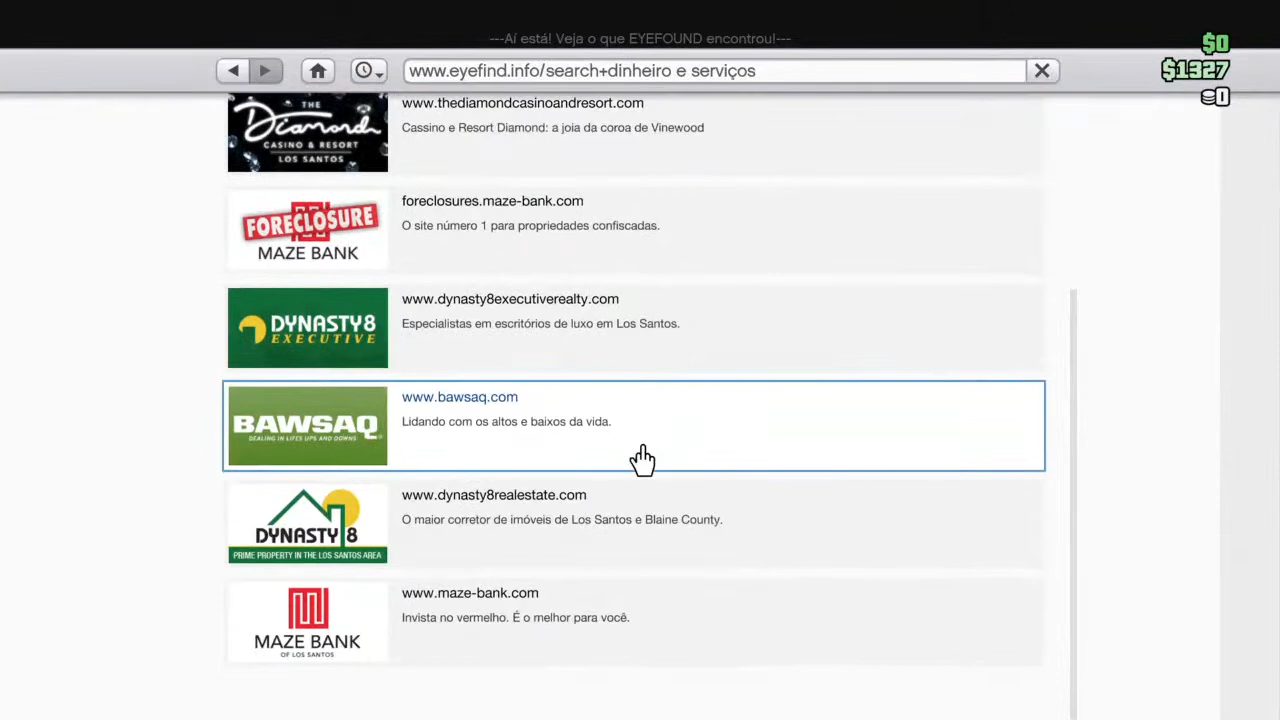 ---Aí está! Veja o que EYEFOUND encontrou!---
$0
www.eyefind.info/search+dinheiro e serviços
$1327
0
THE
Diamond
CASINO & RESORT
LOS SANTOS
www.thediamondcasinoandresort.com
Cassino e Resort Diamond: a joia da coroa de Vinewood
FORECLOSURE
MAZE BANK
foreclosures.maze-bank.com
O site número 1 para propriedades confiscadas.
DYNASTY8
EXECUTIVE
www.dynasty8executiverealty.com
Especialistas em escritórios de luxo em Los Santos.
BAWSAQ
DEALING IN LIFE'S UPS AND DOWNS
www.bawsaq.com
Lidando com os altos e baixos da vida.
DYNASTY 8
PRIME PROPERTY IN THE LOS SANTOS AREA
www.dynasty8realestate.com
O maior corretor de imóveis de Los Santos e Blaine County.
MAZE BANK
OF LOS SANTOS
www.maze-bank.com
Invista no vermelho. É o melhor para você.